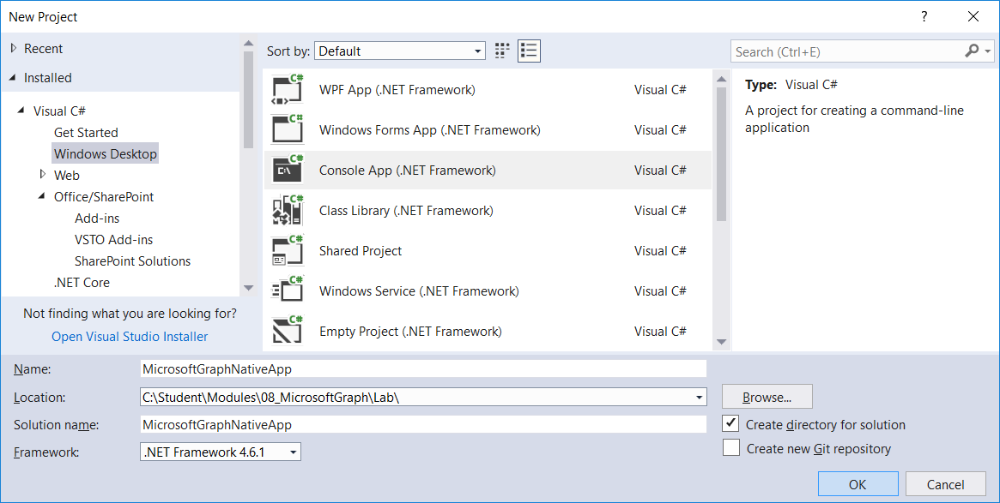 New Project
?
Recent
Installed
Visual C#
Get Started
Windows Desktop
Web
Office/SharePoint
Add-ins
VSTO Add-ins
SharePoint Solutions
.NET Core
Not finding what you are looking for?
Open Visual Studio Installer
Sort by: Default
C# WPF App (.NET Framework) Visual C#
C# Windows Forms App (.NET Framework) Visual C#
C# C:\ Console App (.NET Framework) Visual C#
C# Class Library (.NET Framework) Visual C#
C# Shared Project Visual C#
C# Windows Service (.NET Framework) Visual C#
C# Empty Project (.NET Framework) Visual C#
Search (Ctrl+E)
Type: Visual C#
A project for creating a command-line
application
Name: MicrosoftGraphNativeApp
Location: C:\Student\Modules\08_MicrosoftGraph\Lab\ Browse...
Solution name: MicrosoftGraphNativeApp
Create directory for solution
Framework: .NET Framework 4.6.1
Create new Git repository
OK Cancel